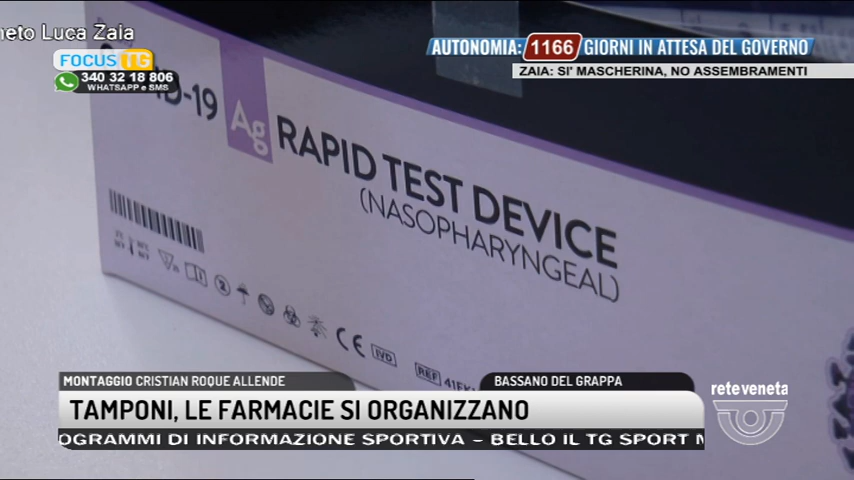 neto Luca Zaia
FOCUS TG
340 32 18 806
WHATSAPP e SMS
AUTONOMIA: 1166 GIORNI IN ATTESA DEL GOVERNO
ZAIA: SI' MASCHERINA, NO ASSEMBRAMENTI
D-19
Ag
RAPID TEST DEVICE
(NASOPHARYNGEAL)
CE
IVD
REF
MONTAGGIO CRISTIAN ROQUE ALLENDE
BASSANO DEL GRAPPA
TAMPONI, LE FARMACIE SI ORGANIZZANO
reteveneta
OGRAMMI DI INFORMAZIONE SPORTIVA – BELLO IL TG SPORT